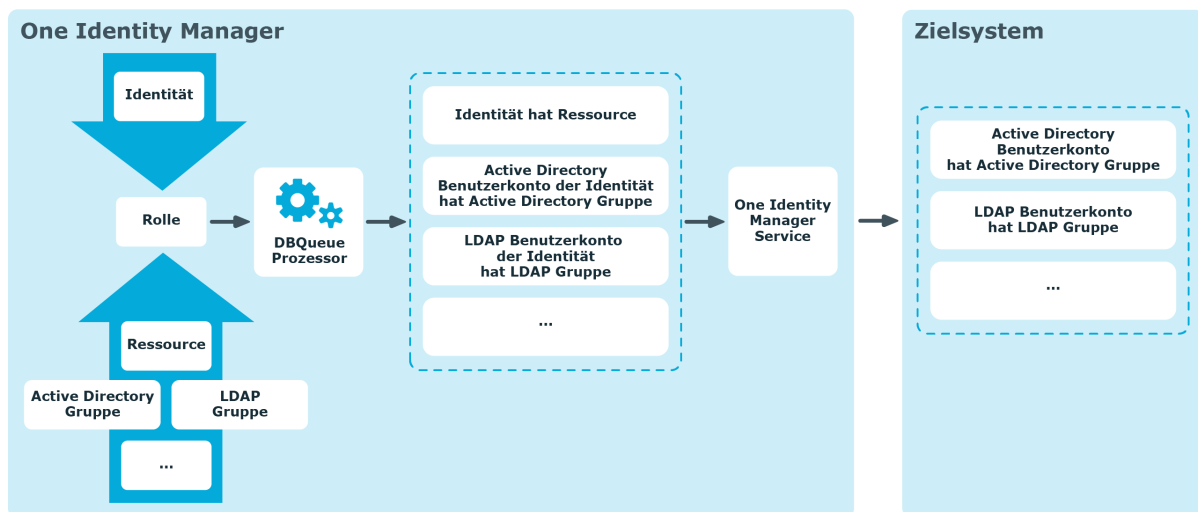 One Identity Manager
Identität
Rolle
Ressource
Active Directory
Gruppe
LDAP
Gruppe
...
DBQueue
Prozessor
Identität hat Ressource
Active Directory
Benutzerkonto der Identität
hat Active Directory Gruppe
LDAP Benutzerkonto
der Identität
hat LDAP Gruppe
...
One Identity
Manager
Service
Zielsystem
Active Directory
Benutzerkonto
hat Active Directory Gruppe
LDAP Benutzerkonto
hat LDAP Gruppe
...